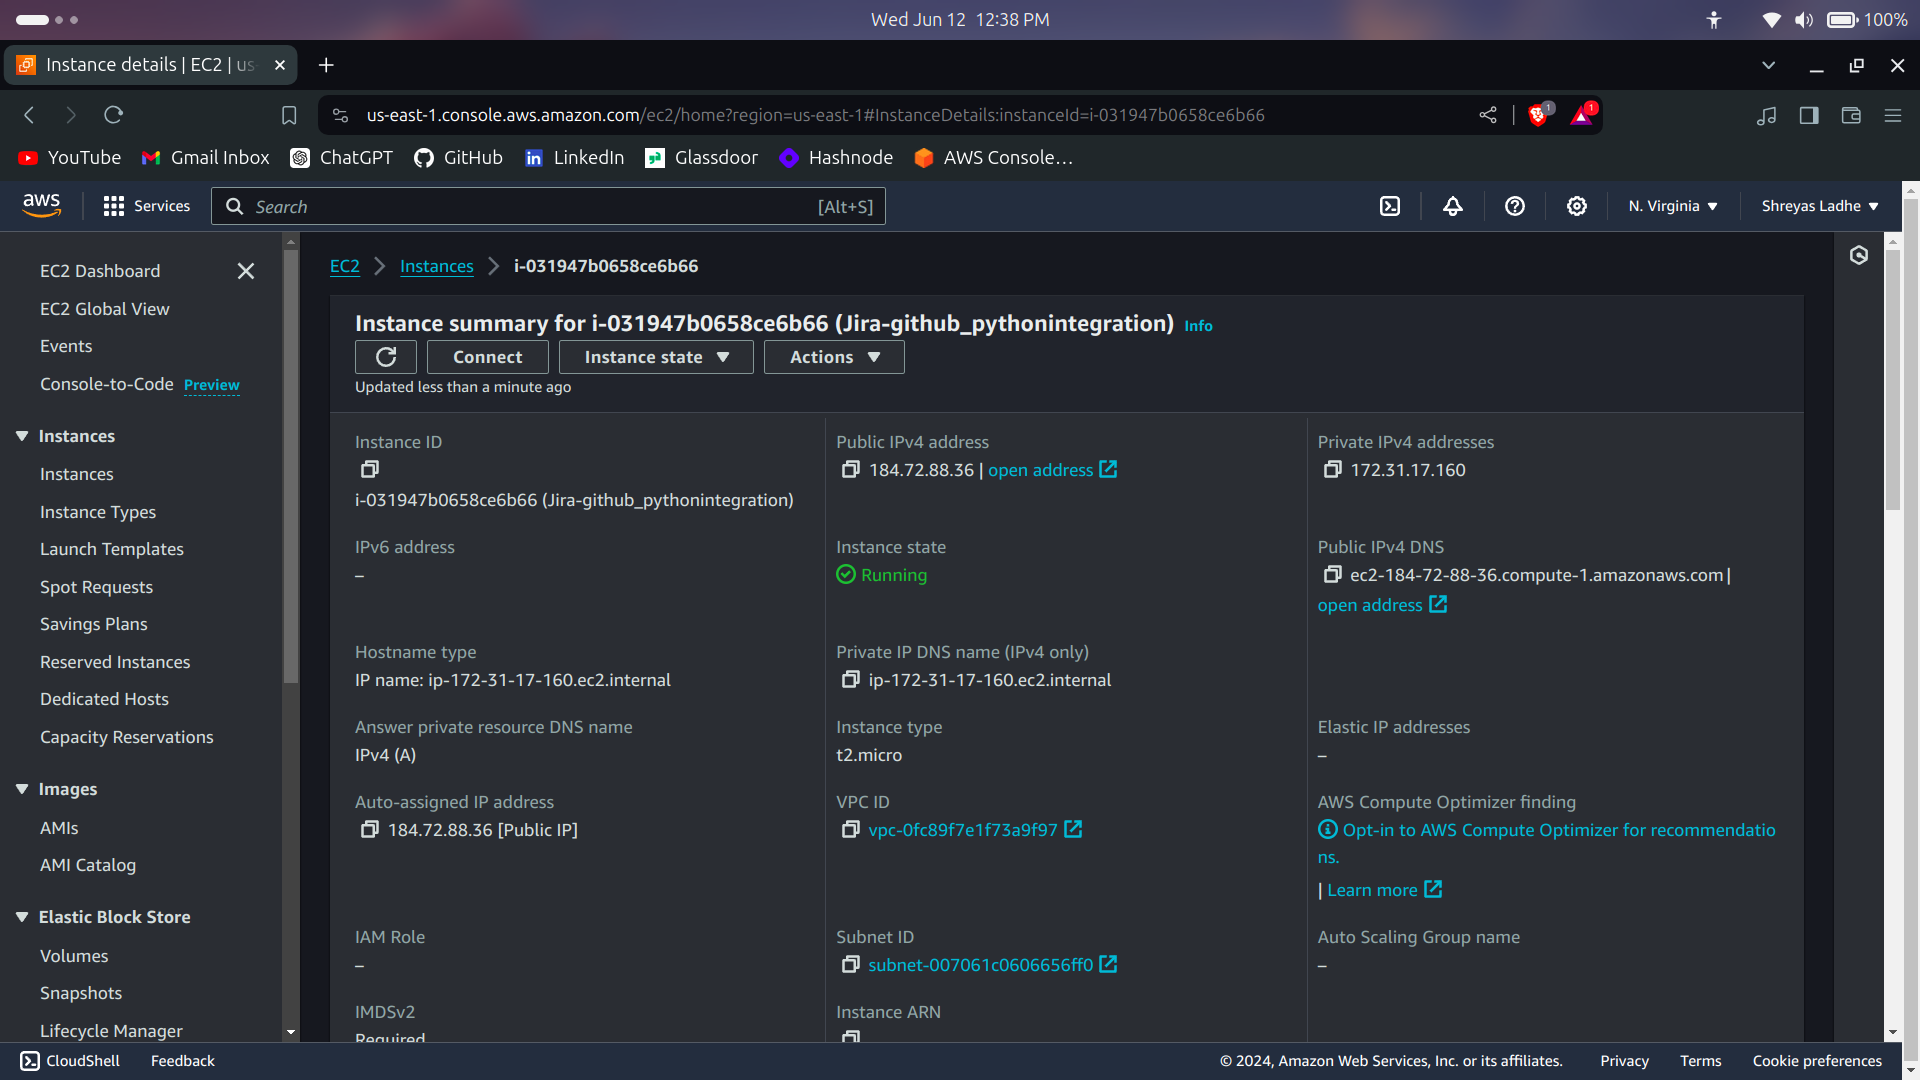 Wed Jun 12 12:38 PM
100%
Instance details | EC2 | us-
us-east-1.console.aws.amazon.com/ec2/home?region=us-east-1#InstanceDetails:instanceId=i-031947b0658ce6b66
1
1
YouTube
Gmail Inbox
ChatGPT
GitHub
LinkedIn
Glassdoor
Hashnode
AWS Console…
aws
Services
Search
[Alt+S]
N. Virginia
Shreyas Ladhe
EC2 Dashboard
EC2 Global View
Events
Console-to-Code Preview
Instances
Instances
Instance Types
Launch Templates
Spot Requests
Savings Plans
Reserved Instances
Dedicated Hosts
Capacity Reservations
Images
AMIs
AMI Catalog
Elastic Block Store
Volumes
Snapshots
Lifecycle Manager
EC2
Instances
i-031947b0658ce6b66
Instance summary for i-031947b0658ce6b66 (Jira-github_pythonintegration) Info
Connect
Instance state
Actions
Updated less than a minute ago
Instance ID
i-031947b0658ce6b66 (Jira-github_pythonintegration)
Public IPv4 address
184.72.88.36 | open address
Private IPv4 addresses
172.31.17.160
IPv6 address
–
Instance state
Running
Public IPv4 DNS
ec2-184-72-88-36.compute-1.amazonaws.com |
open address
Hostname type
IP name: ip-172-31-17-160.ec2.internal
Private IP DNS name (IPv4 only)
ip-172-31-17-160.ec2.internal
Answer private resource DNS name
IPv4 (A)
Instance type
t2.micro
Elastic IP addresses
–
Auto-assigned IP address
184.72.88.36 [Public IP]
VPC ID
vpc-0fc89f7e1f73a9f97
AWS Compute Optimizer finding
Opt-in to AWS Compute Optimizer for recommendatio
ns.
| Learn more
IAM Role
–
Subnet ID
subnet-007061c0606656ff0
Auto Scaling Group name
–
IMDSv2
Required
Instance ARN
CloudShell
Feedback
© 2024, Amazon Web Services, Inc. or its affiliates.
Privacy
Terms
Cookie preferences